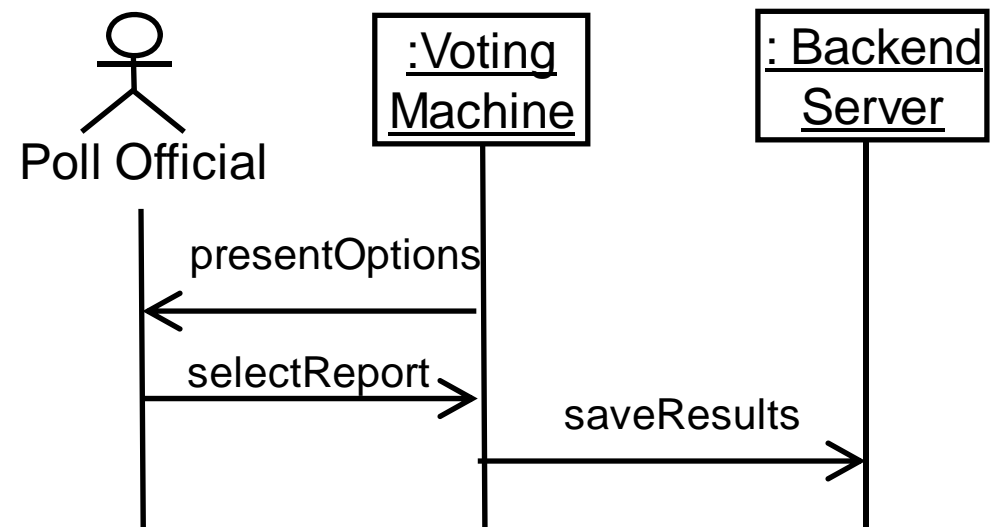 :Voting
Machine
: Backend
Server
Poll Official
presentOptions
selectReport
saveResults